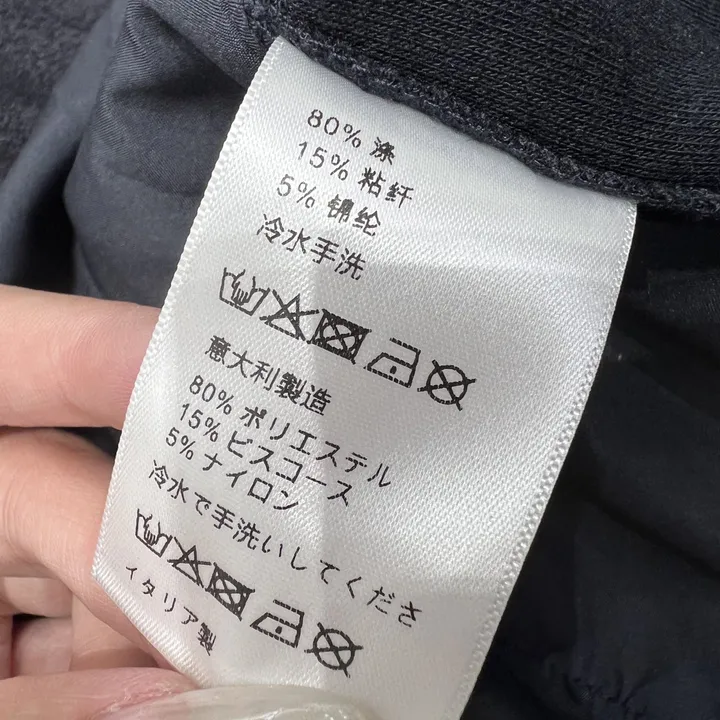 80% 涤
15% 粘纤
5% 锦纶
冷水手洗
意大利製造
80% ポリエステル
15% ビスコース
5% ナイロン
冷水で手洗いしてくださ
イタリア製